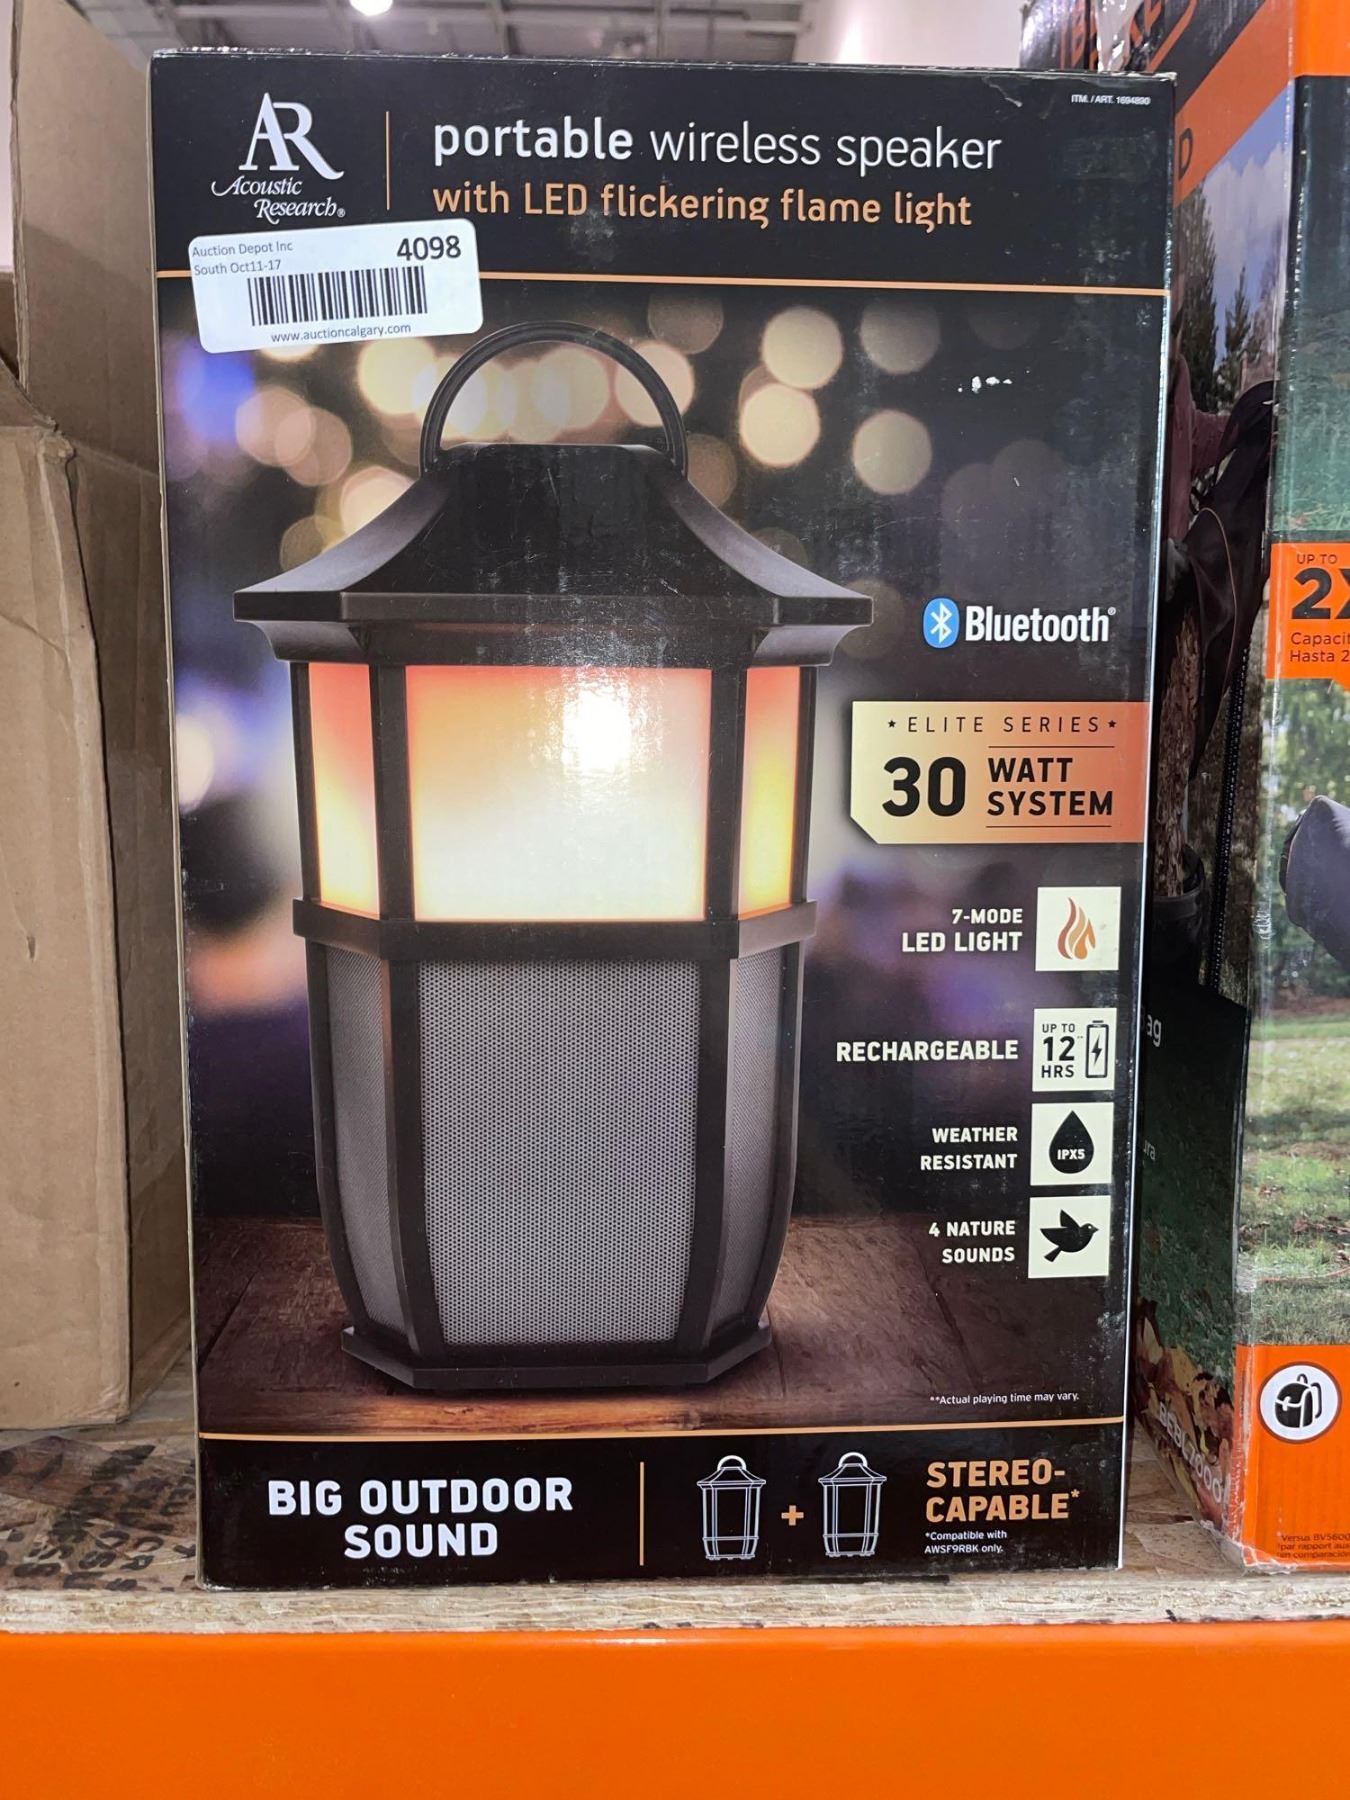 ITM. / ART. 1694890
AR
Acoustic
Research®
portable wireless speaker
with LED flickering flame light
Auction Depot Inc
4098
South Oct11-17
www.auctioncalgary.com
Bluetooth®
★ ELITE SERIES ★
30 WATT
SYSTEM
7-MODE
LED LIGHT
RECHARGEABLE
UP TO
12**
HRS
WEATHER
RESISTANT
IPX5
4 NATURE
SOUNDS
**Actual playing time may vary.
BIG OUTDOOR
SOUND
+
STEREO-
CAPABLE*
*Compatible with
AWSF9RBK only.
D
UP TO
2X
Hasta 2
ag